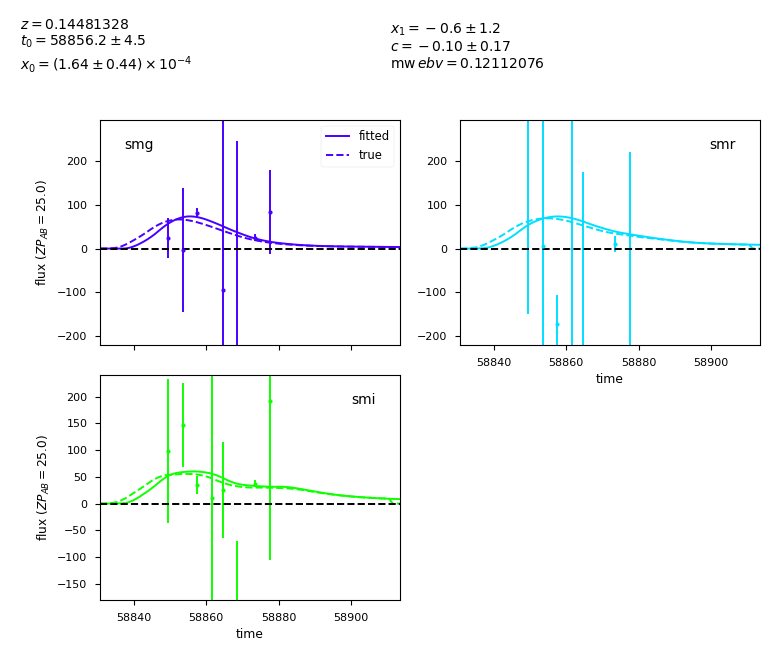 z = 0.14481328
t₀ = 58856.2 ± 4.5
x₀ = (1.64 ± 0.44) × 10⁻⁴
x₁ = −0.6 ± 1.2
c = −0.10 ± 0.17
mw ebv = 0.12112076
smg
fitted
true
200
100
0
−100
−200
flux (ZP_AB = 25.0)
smr
200
100
0
−100
−200
58840 58860 58880 58900
time
smi
200
150
100
50
0
−50
−100
−150
flux (ZP_AB = 25.0)
58840 58860 58880 58900
time